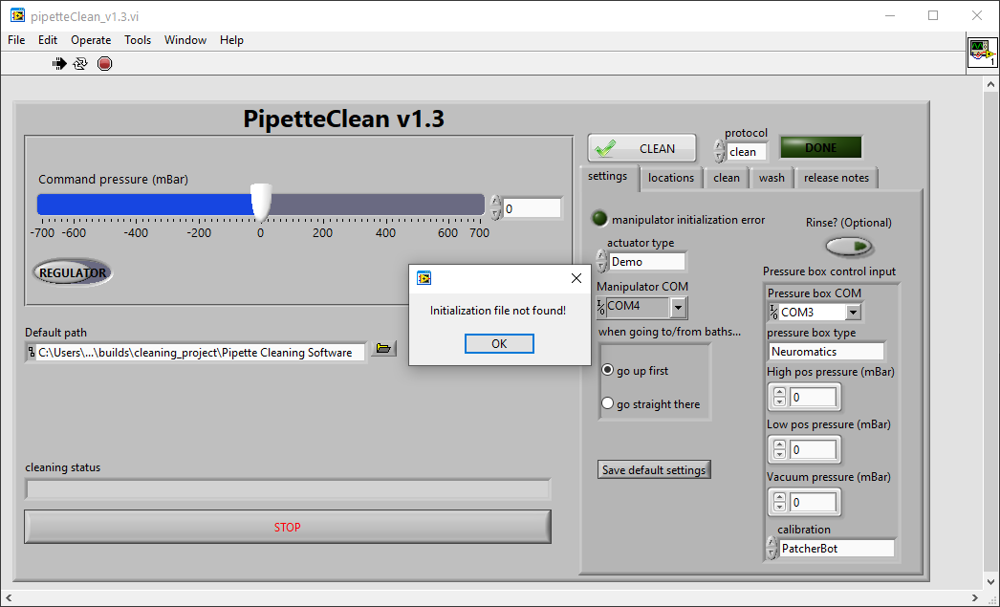 pipetteClean_v1.3.vi
File Edit Operate Tools Window Help
1
PipetteClean v1.3
Command pressure (mBar)
0
-700 -600 -400 -200 0 200 400 600 700
REGULATOR
Default path
C:\Users\...\builds\cleaning_project\Pipette Cleaning Software
cleaning status
STOP
Initialization file not found!
OK
CLEAN
protocol
clean
DONE
settings locations clean wash release notes
manipulator initialization error
actuator type
Demo
Manipulator COM
COM4
when going to/from baths...
go up first
go straight there
Save default settings
Rinse? (Optional)
Pressure box control input
Pressure box COM
COM3
pressure box type
Neuromatics
High pos pressure (mBar)
0
Low pos pressure (mBar)
0
Vacuum pressure (mBar)
0
calibration
PatcherBot